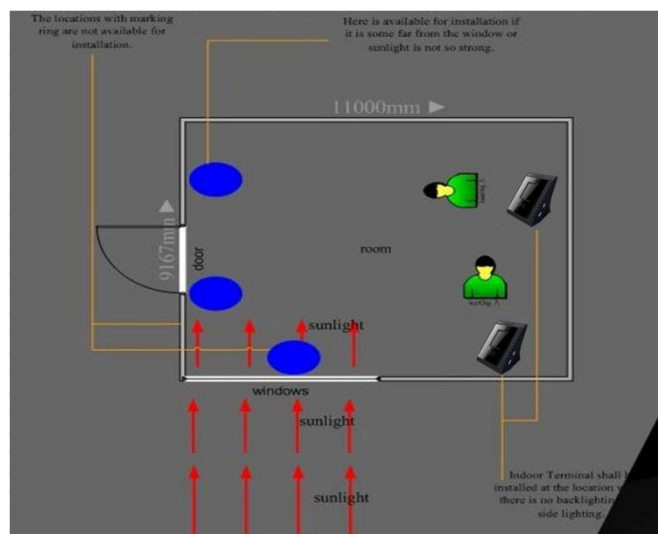 The locations with marking
ring are not available for
installation.
Here is available for installation if
it is some far from the window or
sunlight is not so strong.
11000mm
9167mm
door
room
sunlight
windows
sunlight
sunlight
Indoor Terminal shall
installed at the location
there is no backlighting
side lighting.